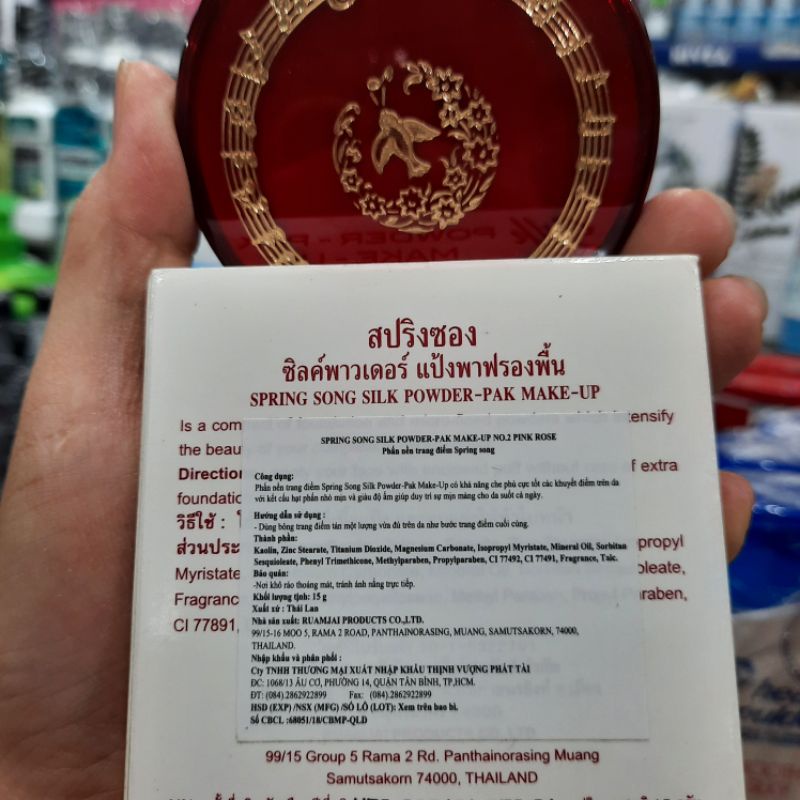 POWDER - PAK
MAKE-U
สปริงซอง
ซิลค์พาวเดอร์ แป้งพาฟรองพื้น
SPRING SONG SILK POWDER-PAK MAKE-UP
Is a com
ntensify
the beau
SPRING SONG SILK POWDER-PAK MAKE-UP NO.2 PINK ROSE
Phấn nền trang điểm Spring song
Direction
f extra
foundatio
Công dụng:
Phấn nền trang điểm Spring Song Silk Powder-Pak Make-Up có khả năng che phủ cực tốt các khuyết điểm trên da
với kết cấu hạt phấn nhỏ mịn và giàu độ ẩm giúp duy trì sự mịn màng cho da suốt cả ngày.
วิธีใช้ :
Hướng dẫn sử dụng :
- Dùng bông trang điểm tán một lượng vừa đủ trên da như bước trang điểm cuối cùng.
ส่วนประ
Thành phần:
Kaolin, Zinc Stearate, Titanium Dioxide, Magnesium Carbonate, Isopropyl Myristate, Mineral Oil, Sorbitan
opropyl
Sesquioleate, Phenyl Trimethicone, Methylparaben, Propylparaben, CI 77492, CI 77491, Fragrance, Talc.
Myristate
oleate,
Bảo quản:
-Nơi khô ráo thoáng mát, tránh ánh nắng trực tiếp.
Fragranc
raben,
Khối lượng tịnh: 15 g
Xuất xứ : Thái Lan
CI 77891,
Nhà sản xuất: RUAMJAI PRODUCTS CO.,LTD.
99/15-16 MOO 5, RAMA 2 ROAD, PANTHAINORASING, MUANG, SAMUTSAKORN, 74000,
THAILAND.
Nhập khẩu và phân phối :
Cty TNHH THƯƠNG MẠI XUẤT NHẬP KHẨU THỊNH VƯỢNG PHÁT TÀI
ĐC: 1068/13 ÂU CƠ, PHƯỜNG 14, QUẬN TÂN BÌNH, TP.HCM.
ĐT: (084).2862922899 Fax: (084).2862922899
HSD (EXP) /NSX (MFG) /SỐ LÔ (LOT): Xem trên bao bì.
Số CBCL :68051/18/CBMP-QLD
99/15 Group 5 Rama 2 Rd. Panthainorasing Muang
Samutsakorn 74000, THAILAND